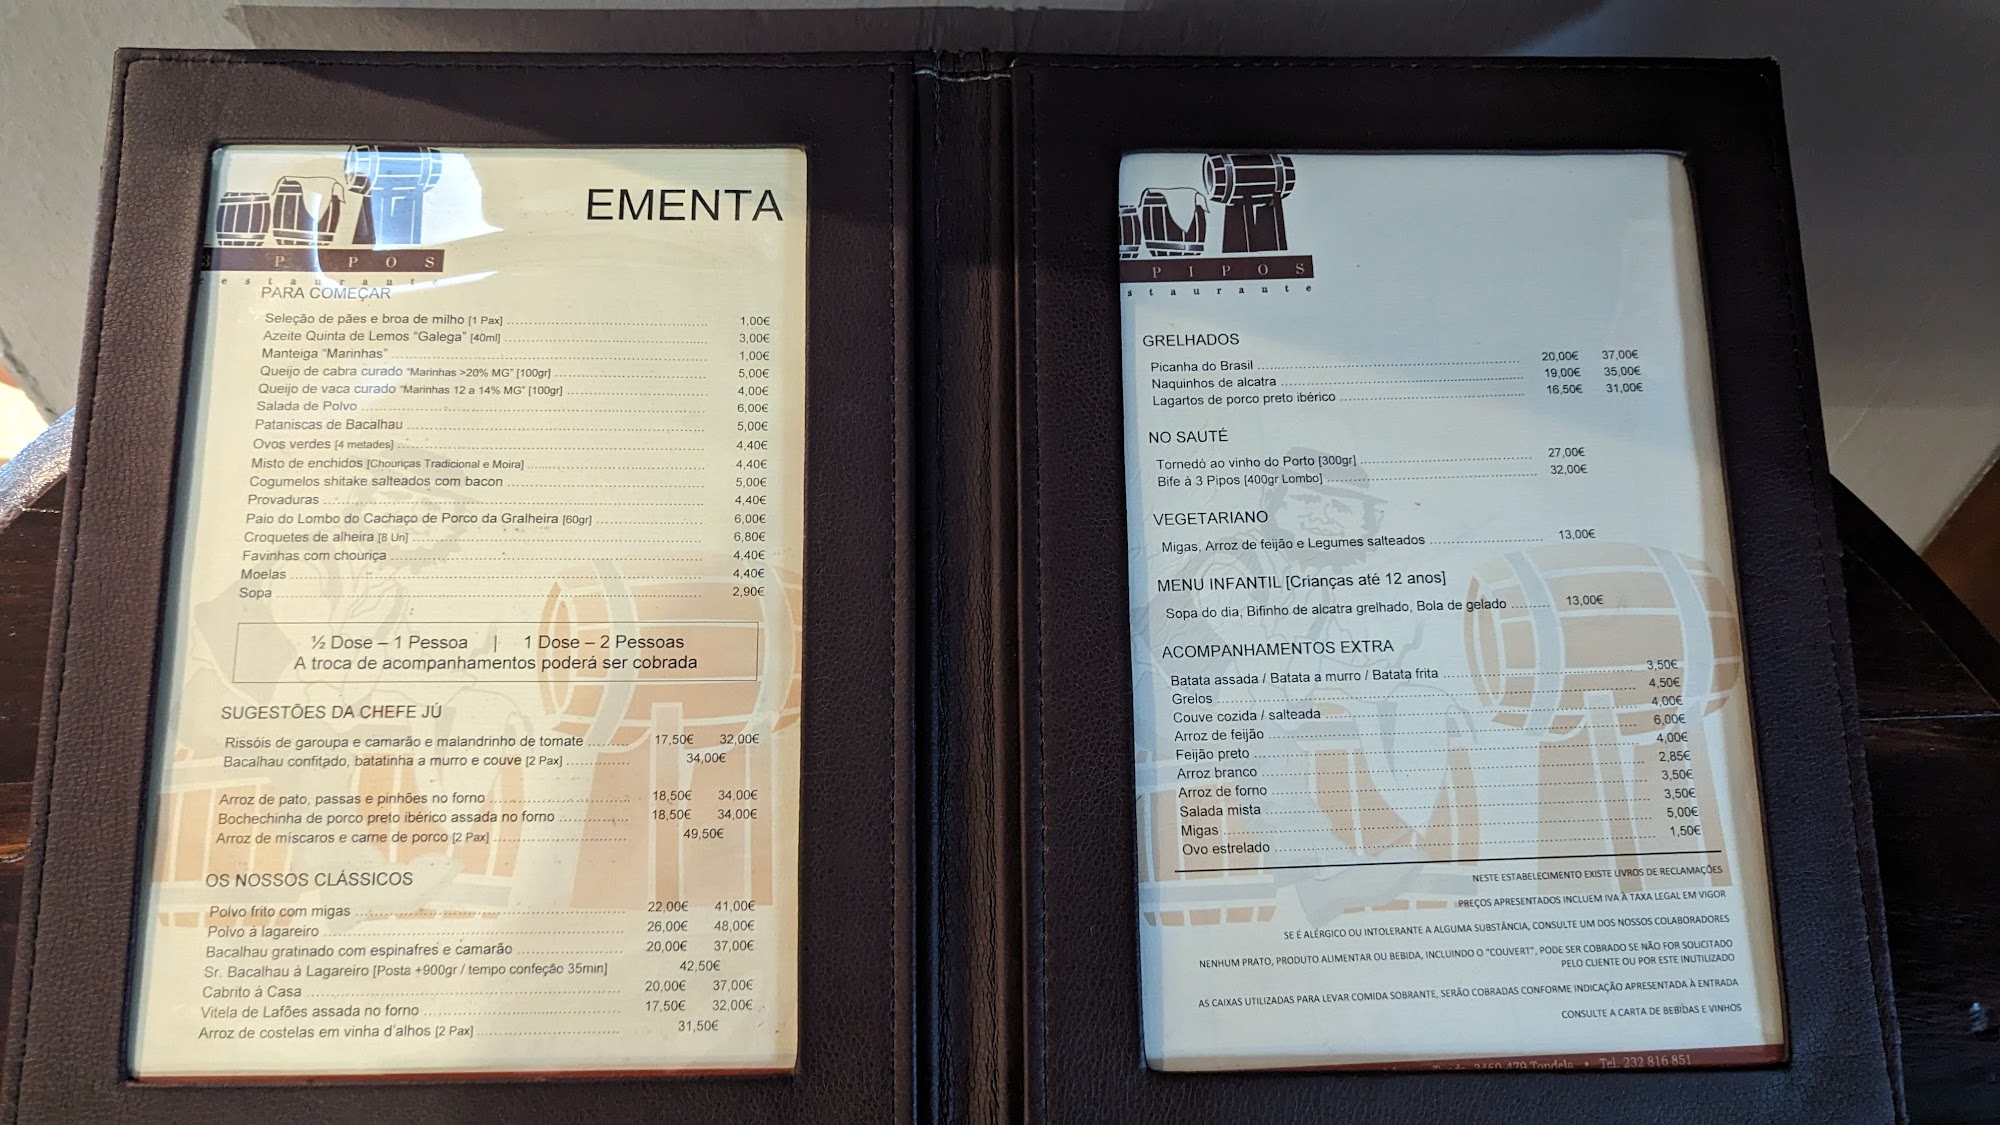 EMENTA
3 PIPOS
restaurante
PARA COMEÇAR
Seleção de pães e broa de milho [1 Pax] 1,00€
Azeite Quinta de Lemos "Galega" [40ml] 3,00€
Manteiga "Marinhas" 1,00€
Queijo de cabra curado "Marinhas >20% MG" [100gr] 5,00€
Queijo de vaca curado "Marinhas 12 a 14% MG" [100gr] 4,00€
Salada de Polvo 6,00€
Pataniscas de Bacalhau 5,00€
Ovos verdes [4 metades] 4,40€
Misto de enchidos [Chouriças Tradicional e Moira] 4,40€
Cogumelos shitake salteados com bacon 5,00€
Provaduras 4,40€
Paio do Lombo do Cachaço de Porco da Gralheira [60gr] 6,00€
Croquetes de alheira [8 Un] 6,80€
Favinhas com chouriça 4,40€
Moelas 4,40€
Sopa 2,90€
½ Dose – 1 Pessoa | 1 Dose – 2 Pessoas
A troca de acompanhamentos poderá ser cobrada
SUGESTÕES DA CHEFE JÚ
Rissóis de garoupa e camarão e malandrinho de tomate 17,50€ 32,00€
Bacalhau confitado, batatinha a murro e couve [2 Pax] 34,00€
Arroz de pato, passas e pinhões no forno 18,50€ 34,00€
Bochechinha de porco preto ibérico assada no forno 18,50€ 34,00€
Arroz de míscaros e carne de porco [2 Pax] 49,50€
OS NOSSOS CLÁSSICOS
Polvo frito com migas 22,00€ 41,00€
Polvo à lagareiro 26,00€ 48,00€
Bacalhau gratinado com espinafres e camarão 20,00€ 37,00€
Sr. Bacalhau á Lagareiro [Posta +900gr / tempo confeção 35min] 42,50€
Cabrito á Casa 20,00€ 37,00€
Vitela de Lafões assada no forno 17,50€ 32,00€
Arroz de costelas em vinha d'alhos [2 Pax] 31,50€
PIPOS
staurante
GRELHADOS
Picanha do Brasil 20,00€ 37,00€
Naquinhos de alcatra 19,00€ 35,00€
Lagartos de porco preto ibérico 16,50€ 31,00€
NO SAUTÉ
Tornedó ao vinho do Porto [300gr] 27,00€
Bife à 3 Pipos [400gr Lombo] 32,00€
VEGETARIANO
Migas, Arroz de feijão e Legumes salteados 13,00€
MENU INFANTIL [Crianças até 12 anos]
Sopa do dia, Bifinho de alcatra grelhado, Bola de gelado 13,00€
ACOMPANHAMENTOS EXTRA
Batata assada / Batata a murro / Batata frita 3,50€
Grelos 4,50€
Couve cozida / salteada 4,00€
Arroz de feijão 6,00€
Feijão preto 4,00€
Arroz branco 2,85€
Arroz de forno 3,50€
Salada mista 3,50€
Migas 5,00€
Ovo estrelado 1,50€
NESTE ESTABELECIMENTO EXISTE LIVROS DE RECLAMAÇÕES
PREÇOS APRESENTADOS INCLUEM IVA À TAXA LEGAL EM VIGOR
SE É ALÉRGICO OU INTOLERANTE A ALGUMA SUBSTÂNCIA, CONSULTE UM DOS NOSSOS COLABORADORES
NENHUM PRATO, PRODUTO ALIMENTAR OU BEBIDA, INCLUINDO O "COUVERT", PODE SER COBRADO SE NÃO FOR SOLICITADO
PELO CLIENTE OU POR ESTE INUTILIZADO
AS CAIXAS UTILIZADAS PARA LEVAR COMIDA SOBRANTE, SERÃO COBRADAS CONFORME INDICAÇÃO APRESENTADA À ENTRADA
CONSULTE A CARTA DE BEBIDAS E VINHOS
3460-479 Tondela • Tel. 232 816 851